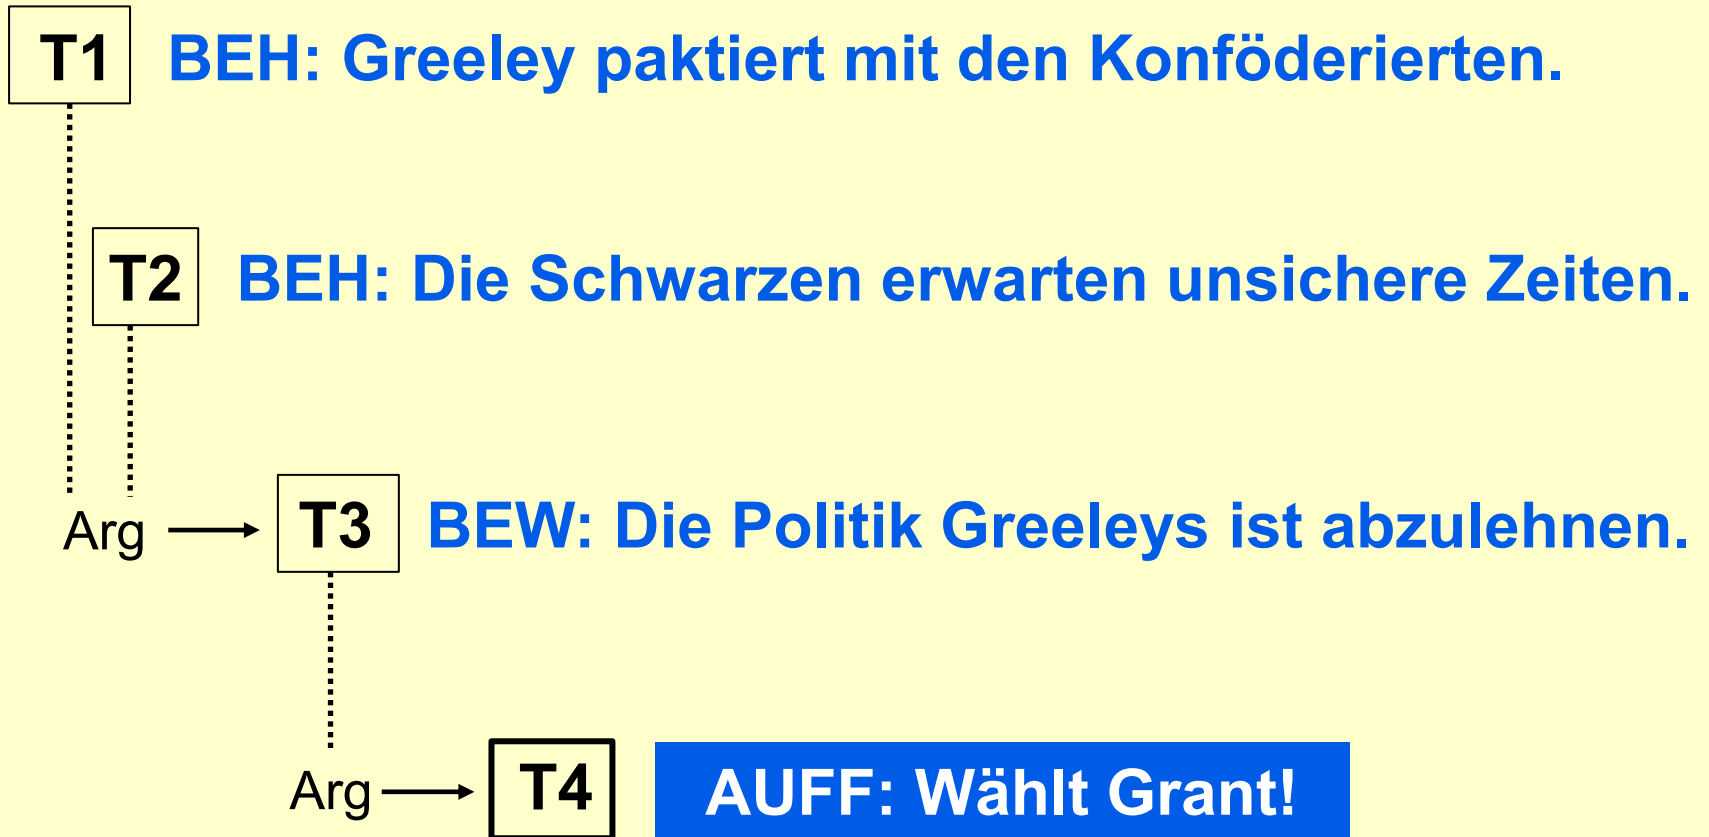 T1 BEH: Greeley paktiert mit den Konföderierten.
T2 BEH: Die Schwarzen erwarten unsichere Zeiten.
Arg T3 BEW: Die Politik Greeleys ist abzulehnen.
Arg T4 AUFF: Wählt Grant!